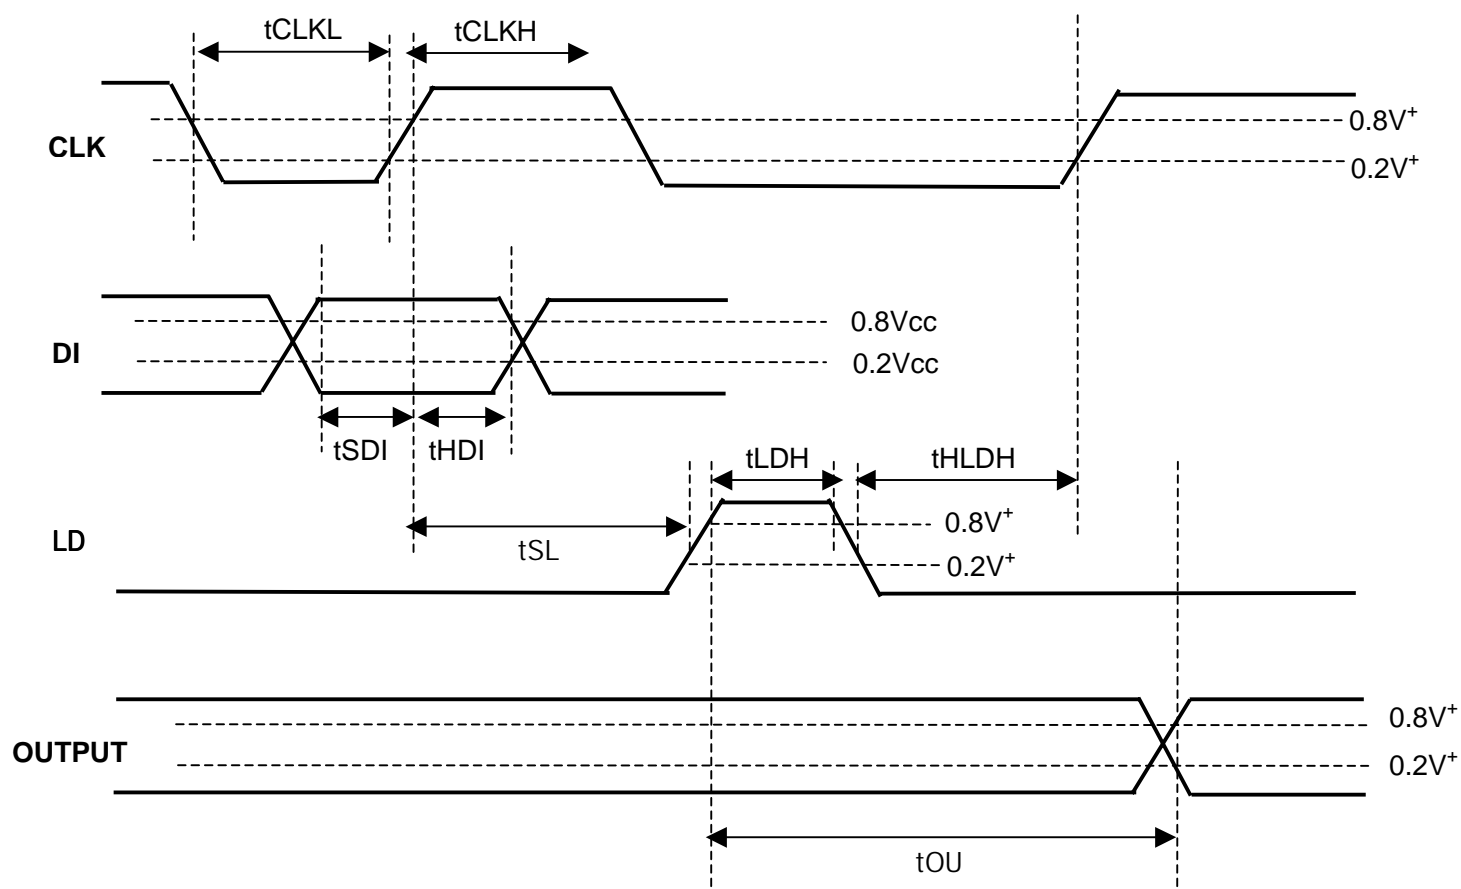 tCLKL
tCLKH
CLK
0.8V⁺
0.2V⁺
DI
0.8Vcc
0.2Vcc
tSDI
tHDI
LD
tLDH
tHLDH
tSL
0.8V⁺
0.2V⁺
OUTPUT
0.8V⁺
0.2V⁺
tOU